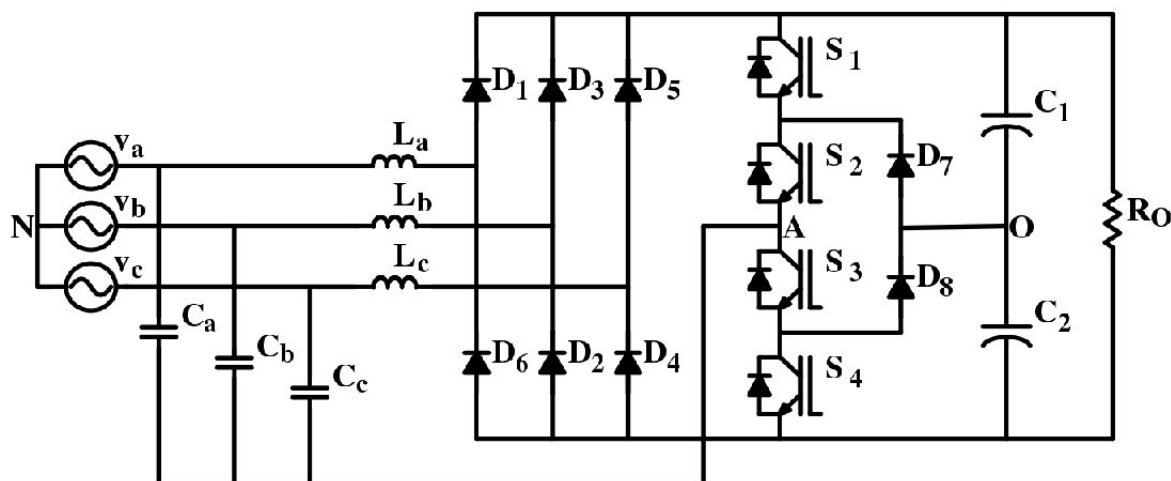 D1 D3 D5 S1
va La C1
S2 D7
N vb Lb A O RO
vc Lc S3 D8
Ca C2
Cb D6 D2 D4
Cc S4